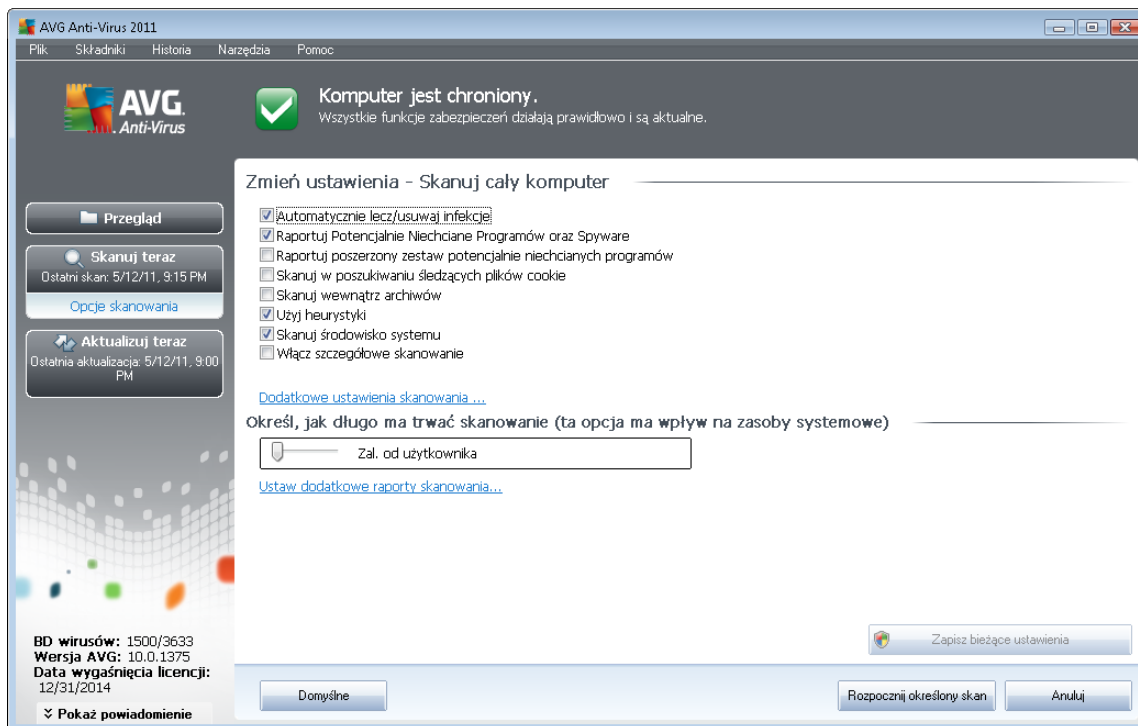 AVG Anti-Virus 2011
Plik Składniki Historia Narzędzia Pomoc
AVG.
Anti-Virus
Komputer jest chroniony.
Wszystkie funkcje zabezpieczeń działają prawidłowo i są aktualne.
Przegląd
Skanuj teraz
Ostatni skan: 5/12/11, 9:15 PM
Opcje skanowania
Aktualizuj teraz
Ostatnia aktualizacja: 5/12/11, 9:00
PM
BD wirusów: 1500/3633
Wersja AVG: 10.0.1375
Data wygaśnięcia licencji:
12/31/2014
Pokaż powiadomienie
Zmień ustawienia - Skanuj cały komputer
Automatycznie lecz/usuwaj infekcje
Raportuj Potencjalnie Niechciane Programów oraz Spyware
Raportuj poszerzony zestaw potencjalnie niechcianych programów
Skanuj w poszukiwaniu śledzących plików cookie
Skanuj wewnątrz archiwów
Użyj heurystyki
Skanuj środowisko systemu
Włącz szczegółowe skanowanie
Dodatkowe ustawienia skanowania ...
Określ, jak długo ma trwać skanowanie (ta opcja ma wpływ na zasoby systemowe)
Zal. od użytkownika
Ustaw dodatkowe raporty skanowania...
Zapisz bieżące ustawienia
Domyślne
Rozpocznij określony skan
Anuluj